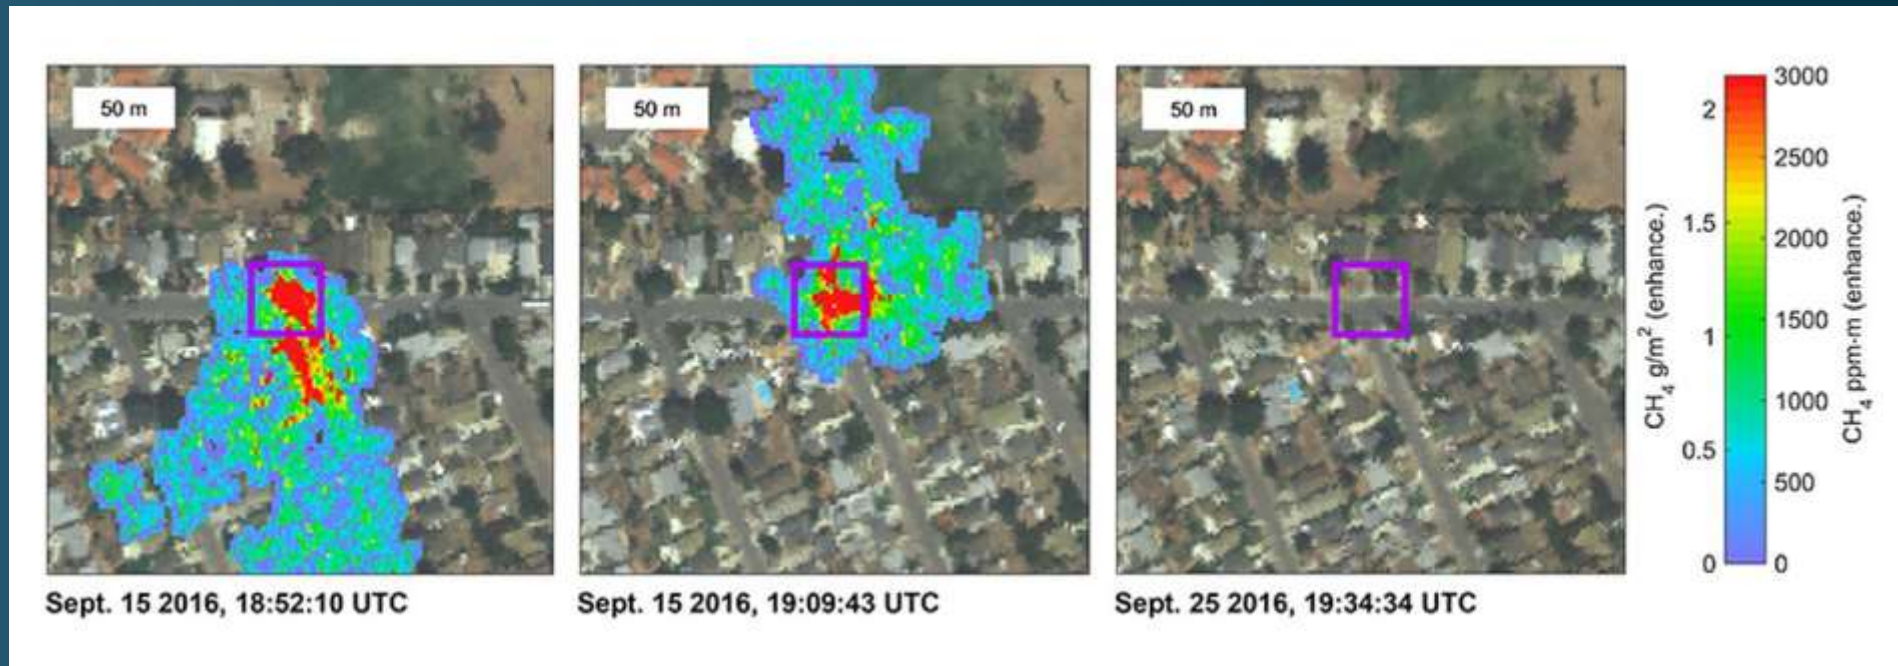 50 m
50 m
50 m
Sept. 15 2016, 18:52:10 UTC
Sept. 15 2016, 19:09:43 UTC
Sept. 25 2016, 19:34:34 UTC
2
1.5
1
0.5
0
CH₄ g/m² (enhance.)
3000
2500
2000
1500
1000
500
0
CH₄ ppm-m (enhance.)